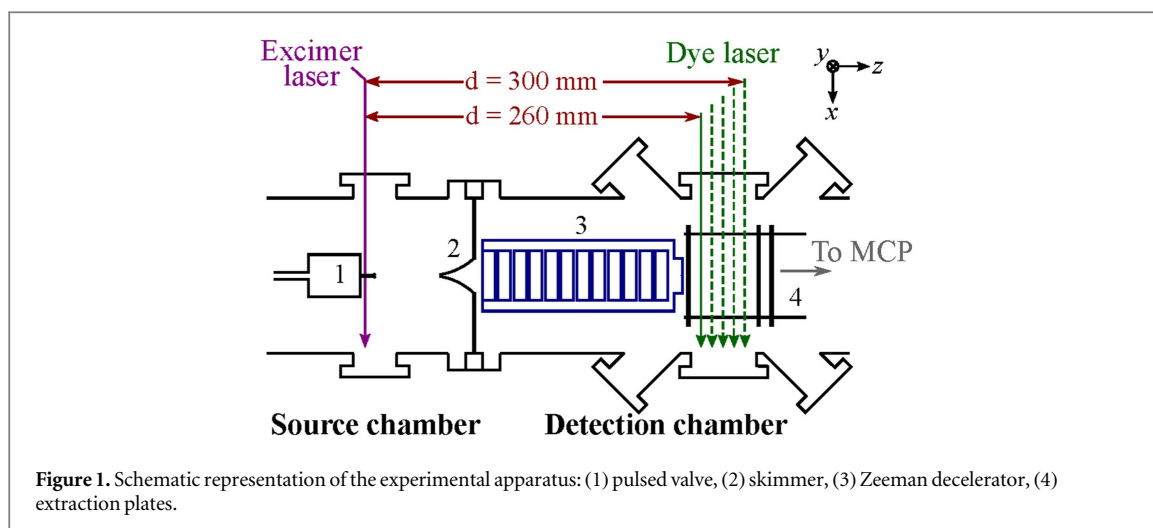 Excimer
laser
Dye laser
d = 300 mm
d = 260 mm
y
z
x
1
2
3
4
To MCP
Source chamber
Detection chamber
Figure 1. Schematic representation of the experimental apparatus: (1) pulsed valve, (2) skimmer, (3) Zeeman decelerator, (4)
extraction plates.